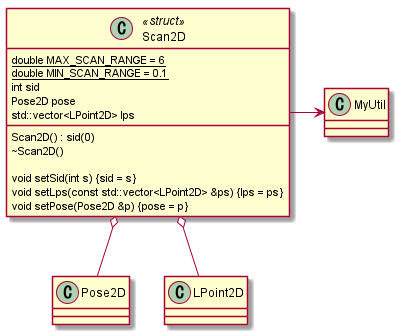 C
«struct»
Scan2D
double MAX_SCAN_RANGE = 6
double MIN_SCAN_RANGE = 0.1
int sid
Pose2D pose
std::vector<LPoint2D> lps
Scan2D() : sid(0)
~Scan2D()
void setSid(int s) {sid = s}
void setLps(const std::vector<LPoint2D> &ps) {lps = ps}
void setPose(Pose2D &p) {pose = p}
C MyUtil
C Pose2D
C LPoint2D